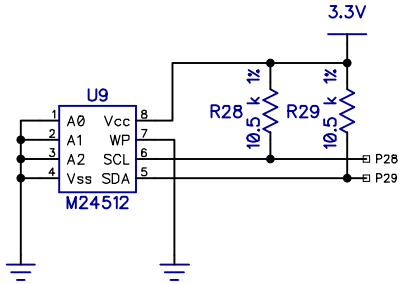 3.3V
U9
R28
10.5 k 1%
R29
10.5 k 1%
1 A0 Vcc 8
2 A1 WP 7
3 A2 SCL 6
4 Vss SDA 5
P28
P29
M24512